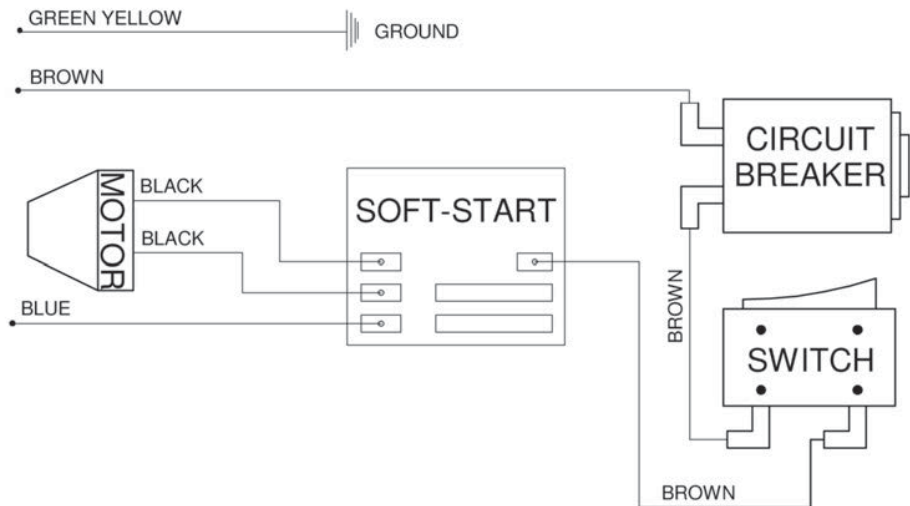 GREEN YELLOW
GROUND
BROWN
CIRCUIT
BREAKER
MOTOR
BLACK
SOFT-START
BLACK
BROWN
BLUE
SWITCH
BROWN